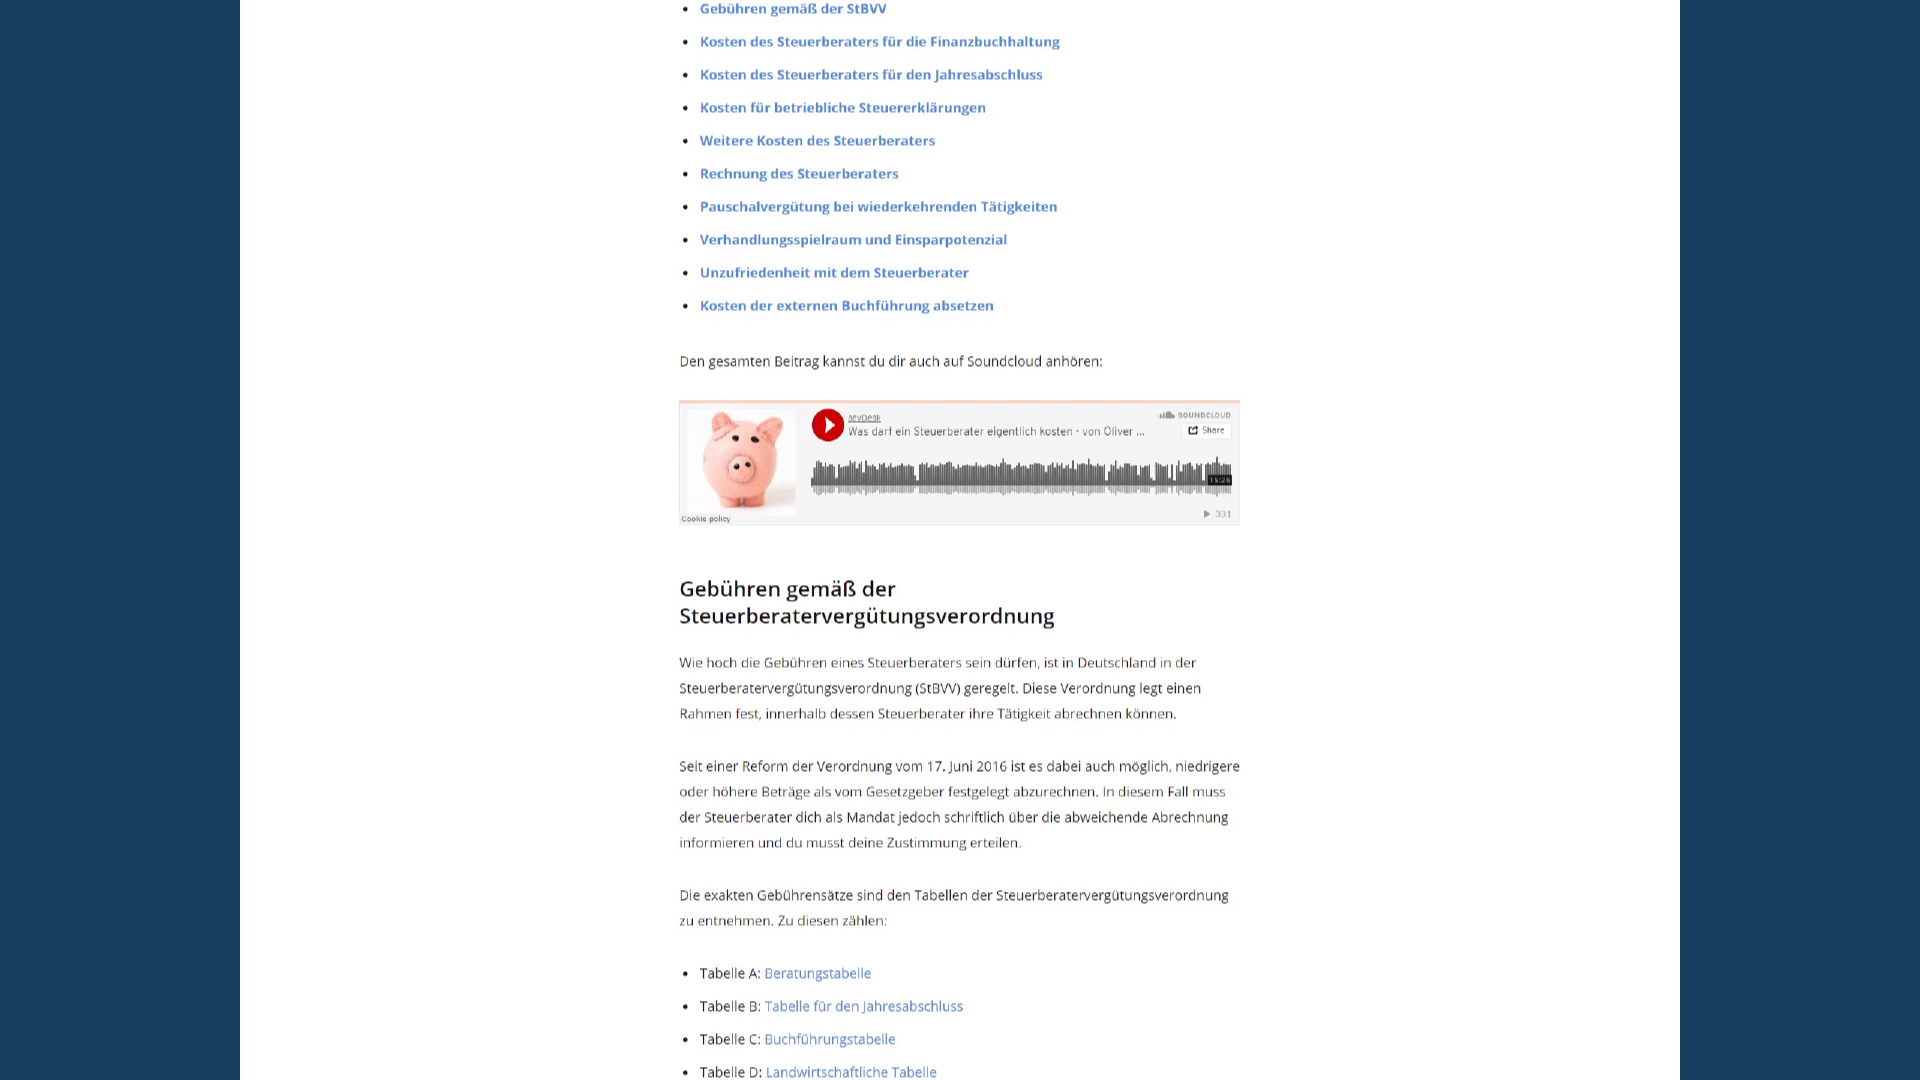 Gebühren gemäß der StBVV
Kosten des Steuerberaters für die Finanzbuchhaltung
Kosten des Steuerberaters für den Jahresabschluss
Kosten für betriebliche Steuererklärungen
Weitere Kosten des Steuerberaters
Rechnung des Steuerberaters
Pauschalvergütung bei wiederkehrenden Tätigkeiten
Verhandlungsspielraum und Einsparpotenzial
Unzufriedenheit mit dem Steuerberater
Kosten der externen Buchführung absetzen
Den gesamten Beitrag kannst du dir auch auf Soundcloud anhören:
sevDesk
SOUNDCLOUD
Was darf ein Steuerberater eigentlich kosten - von Oliver ...
Share
15:26
331
Cookie policy
Gebühren gemäß der
Steuerberatervergütungsverordnung
Wie hoch die Gebühren eines Steuerberaters sein dürfen, ist in Deutschland in der
Steuerberatervergütungsverordnung (StBVV) geregelt. Diese Verordnung legt einen
Rahmen fest, innerhalb dessen Steuerberater ihre Tätigkeit abrechnen können.
Seit einer Reform der Verordnung vom 17. Juni 2016 ist es dabei auch möglich, niedrigere
oder höhere Beträge als vom Gesetzgeber festgelegt abzurechnen. In diesem Fall muss
der Steuerberater dich als Mandat jedoch schriftlich über die abweichende Abrechnung
informieren und du musst deine Zustimmung erteilen.
Die exakten Gebührensätze sind den Tabellen der Steuerberatervergütungsverordnung
zu entnehmen. Zu diesen zählen:
Tabelle A: Beratungstabelle
Tabelle B: Tabelle für den Jahresabschluss
Tabelle C: Buchführungstabelle
Tabelle D: Landwirtschaftliche Tabelle